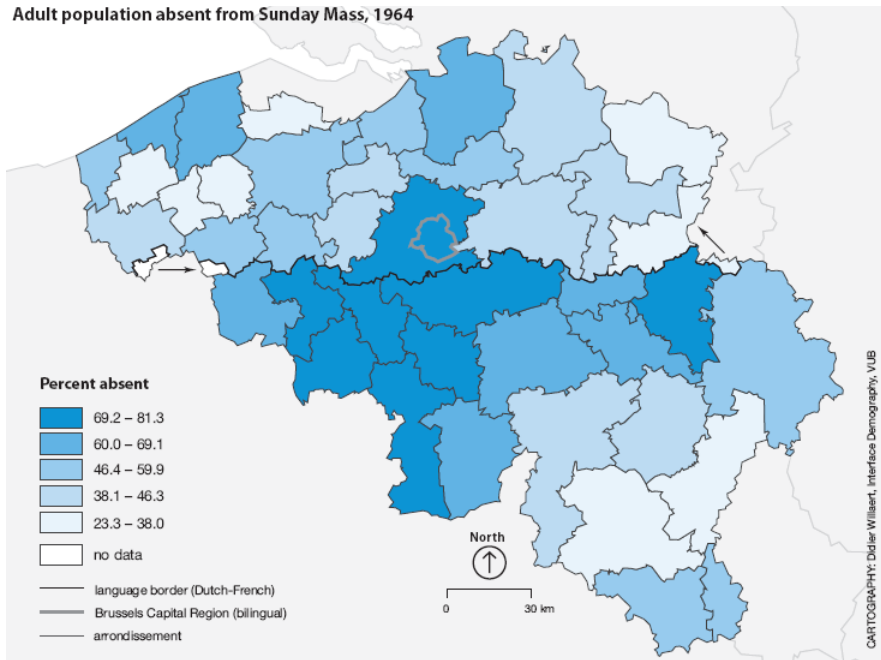 Adult population absent from Sunday Mass, 1964
Percent absent
69.2 – 81.3
60.0 – 69.1
46.4 – 59.9
38.1 – 46.3
23.3 – 38.0
no data
language border (Dutch-French)
Brussels Capital Region (bilingual)
arrondissement
North
0 30 km
CARTOGRAPHY: Didier Willaert, Interface Demography, VUB